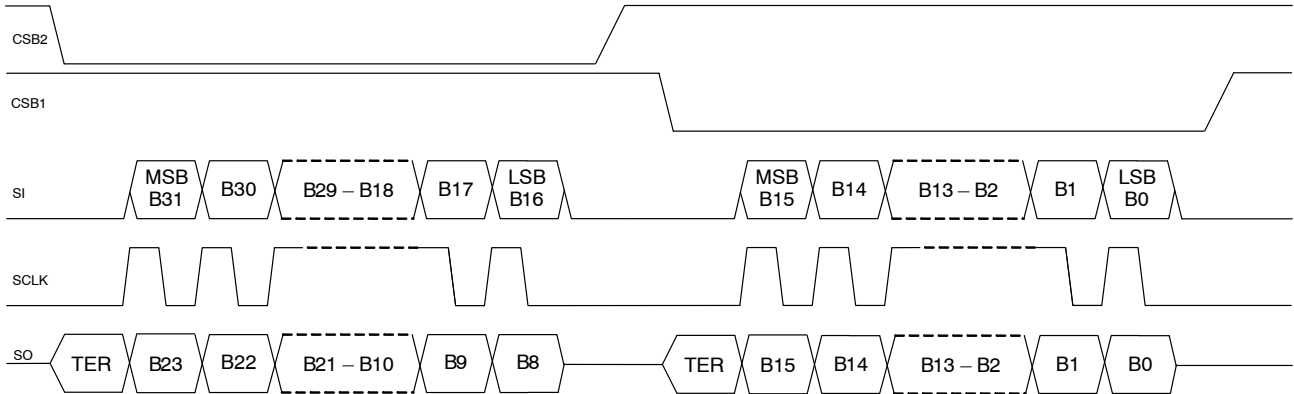 CSB2
CSB1
SI
MSB
B31
B30
B29 – B18
B17
LSB
B16
MSB
B15
B14
B13 – B2
B1
LSB
B0
SCLK
SO
TER
B23
B22
B21 – B10
B9
B8
TER
B15
B14
B13 – B2
B1
B0